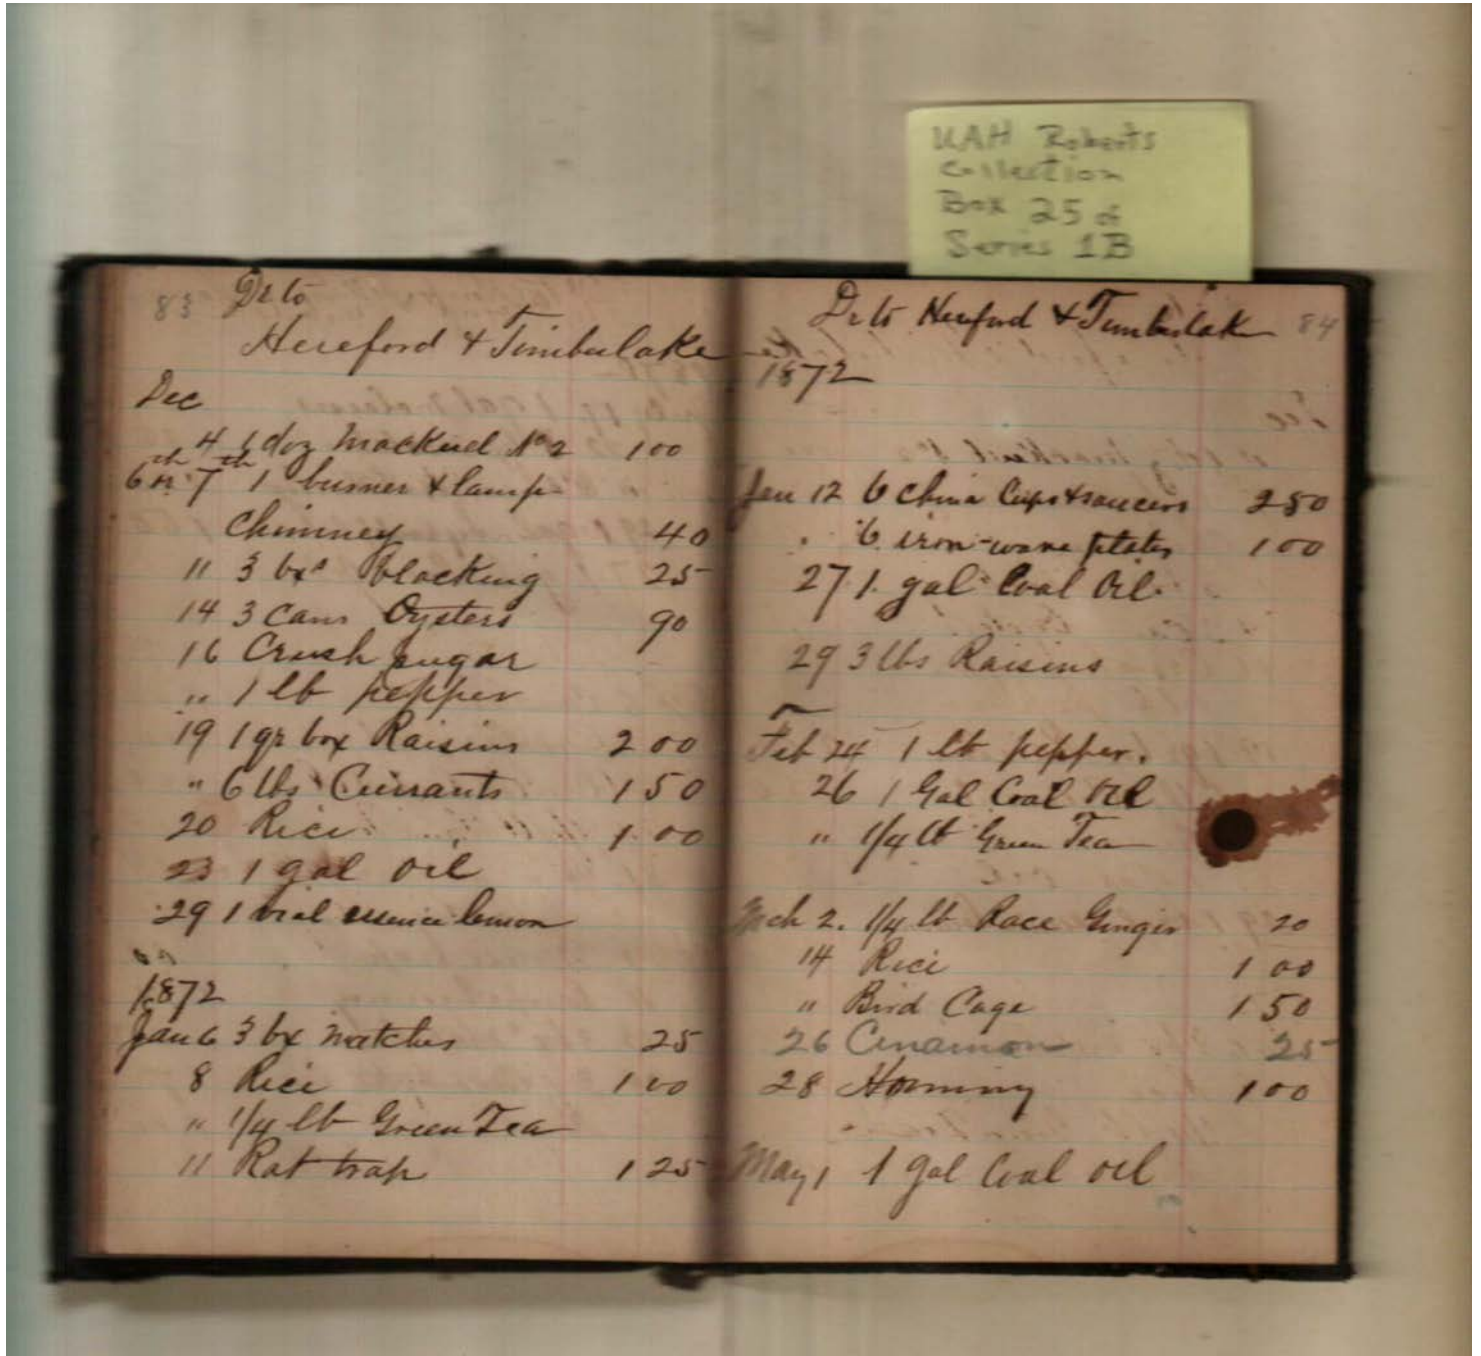 UAH Roberts
Collection
Box 25 of
Series 1B
83 Dr to
Hereford & Timberlake
Dec
4 1 doz Mackerel No 2 1 00
6th or 7th 1 burner & lamp
Chimney 40
11 3 bxs blacking 25
14 3 cans Oysters 90
16 Crush sugar
" 1 lb pepper
19 1 qr box Raisins 2 00
" 6 lbs Currants 1 50
20 Rice 1 00
23 1 gal oil
29 1 vial essence lemon
1872
Jan 6 3 bx matches 25
8 Rice 1 00
" 1/4 lb Green Tea
11 Rat trap 1 25
Dr to Hereford & Timberlak 84
1872
Jan 12 6 china Cups & saucers 2 50
" 6 iron-ware plates 1 00
27 1 gal Coal Oil
29 3 lbs Raisins
Feb 24 1 lb pepper.
26 1 Gal Coal Oil
" 1/4 lb Green Tea
Mch 2. 1/4 lb Race Ginger 20
14 Rice 1 00
" Bird Cage 1 50
26 Cinamon 25
28 Hominy 1 00
May 1 1 gal Coal oil